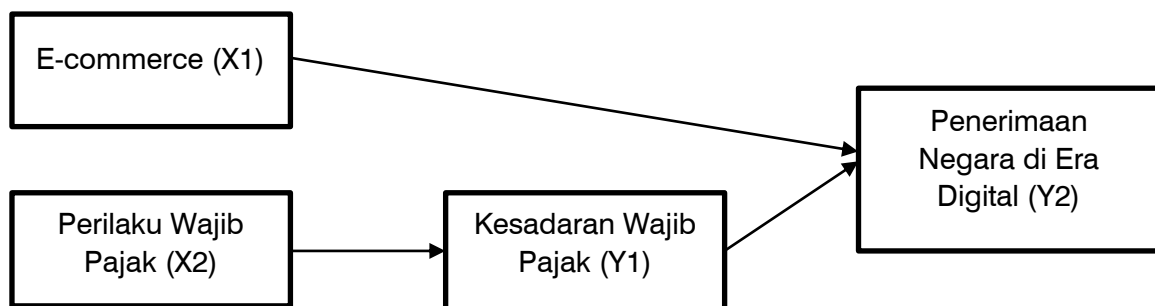 E-commerce (X1)
Penerimaan
Negara di Era
Digital (Y2)
Perilaku Wajib
Pajak (X2)
Kesadaran Wajib
Pajak (Y1)